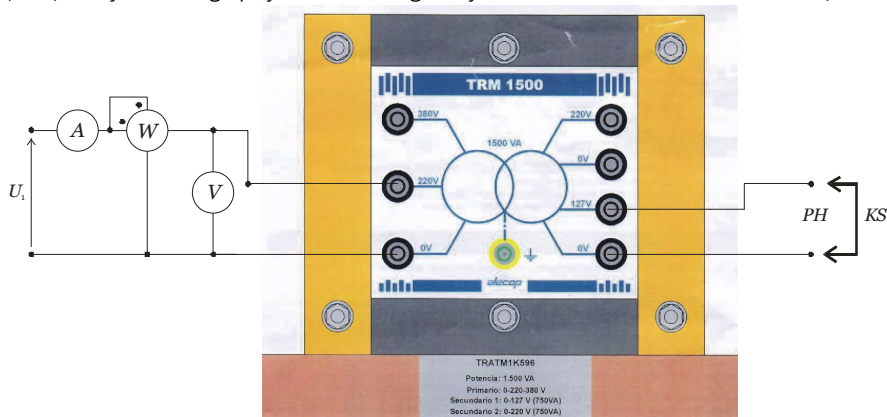 TRM 1500
380V
220V
1500 VA
A
W
0V
220V
U₁
V
127V
PH
KS
0V
0V
alecop
TRATM1K596
Potencia: 1.500 VA
Primario: 0-220-380 V
Secundario 1: 0-127 V (750VA)
Secundario 2: 0-220 V (750VA)